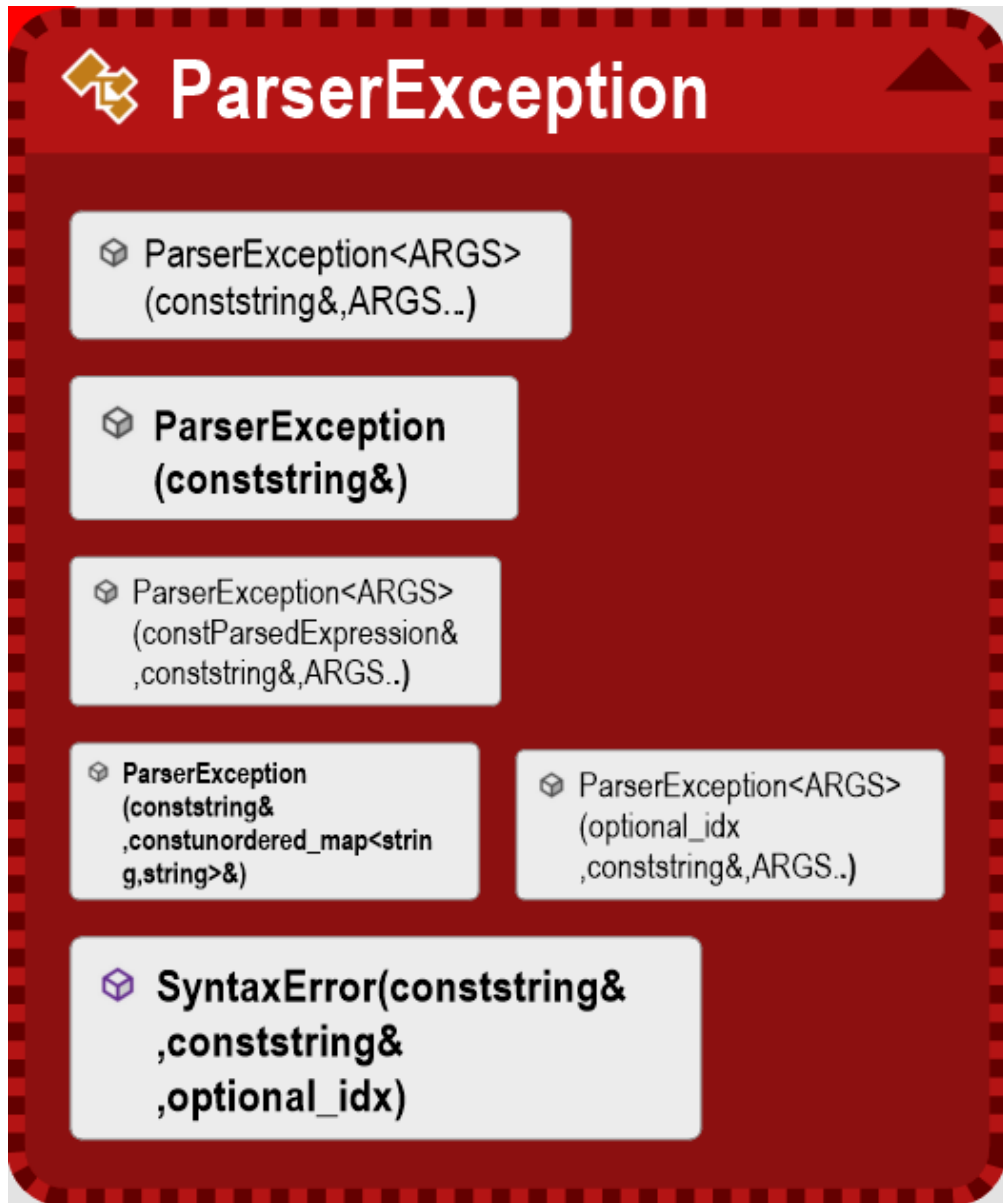 ParserException
ParserException<ARGS>
(conststring&,ARGS...)
ParserException
(conststring&)
ParserException<ARGS>
(constParsedExpression&
,conststring&,ARGS...)
ParserException
(conststring&
,constunordered_map<strin
g,string>&)
ParserException<ARGS>
(optional_idx
,conststring&,ARGS...)
SyntaxError(conststring&
,conststring&
,optional_idx)